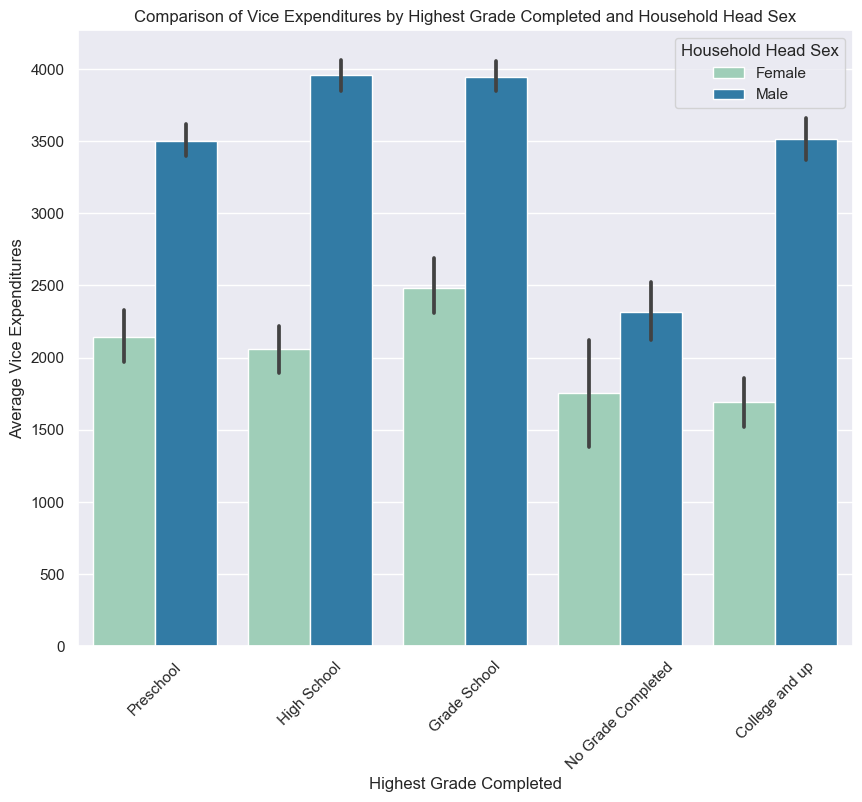 Comparison of Vice Expenditures by Highest Grade Completed and Household Head Sex
Household Head Sex
Female
Male
Average Vice Expenditures
4000
3500
3000
2500
2000
1500
1000
500
0
Preschool
High School
Grade School
No Grade Completed
College and up
Highest Grade Completed